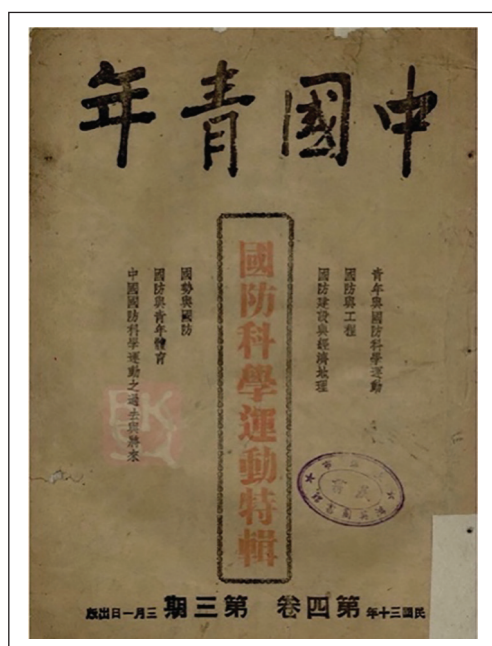 中國青年
青年與國防科學運動
國防與工程
國防建設與經濟地理
國防科學運動特輯
國勢與國防
國防與青年體育
中國國防科學運動之過去與將來
民國三十年 第四卷 第三期 三月一日出版